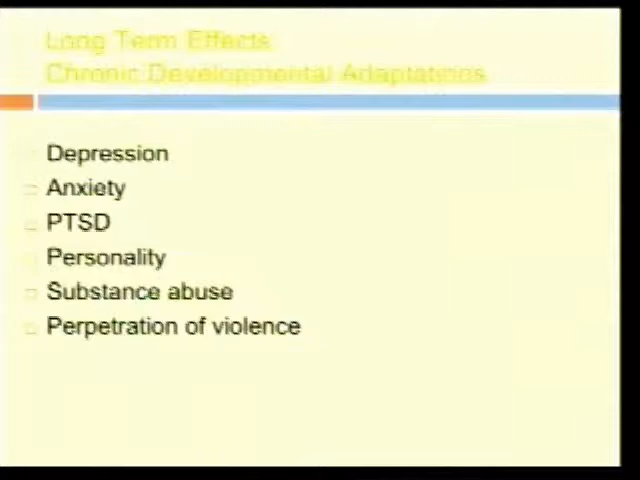 Long Term Effects
Chronic Developmental Adaptations
Depression
Anxiety
PTSD
Personality
Substance abuse
Perpetration of violence